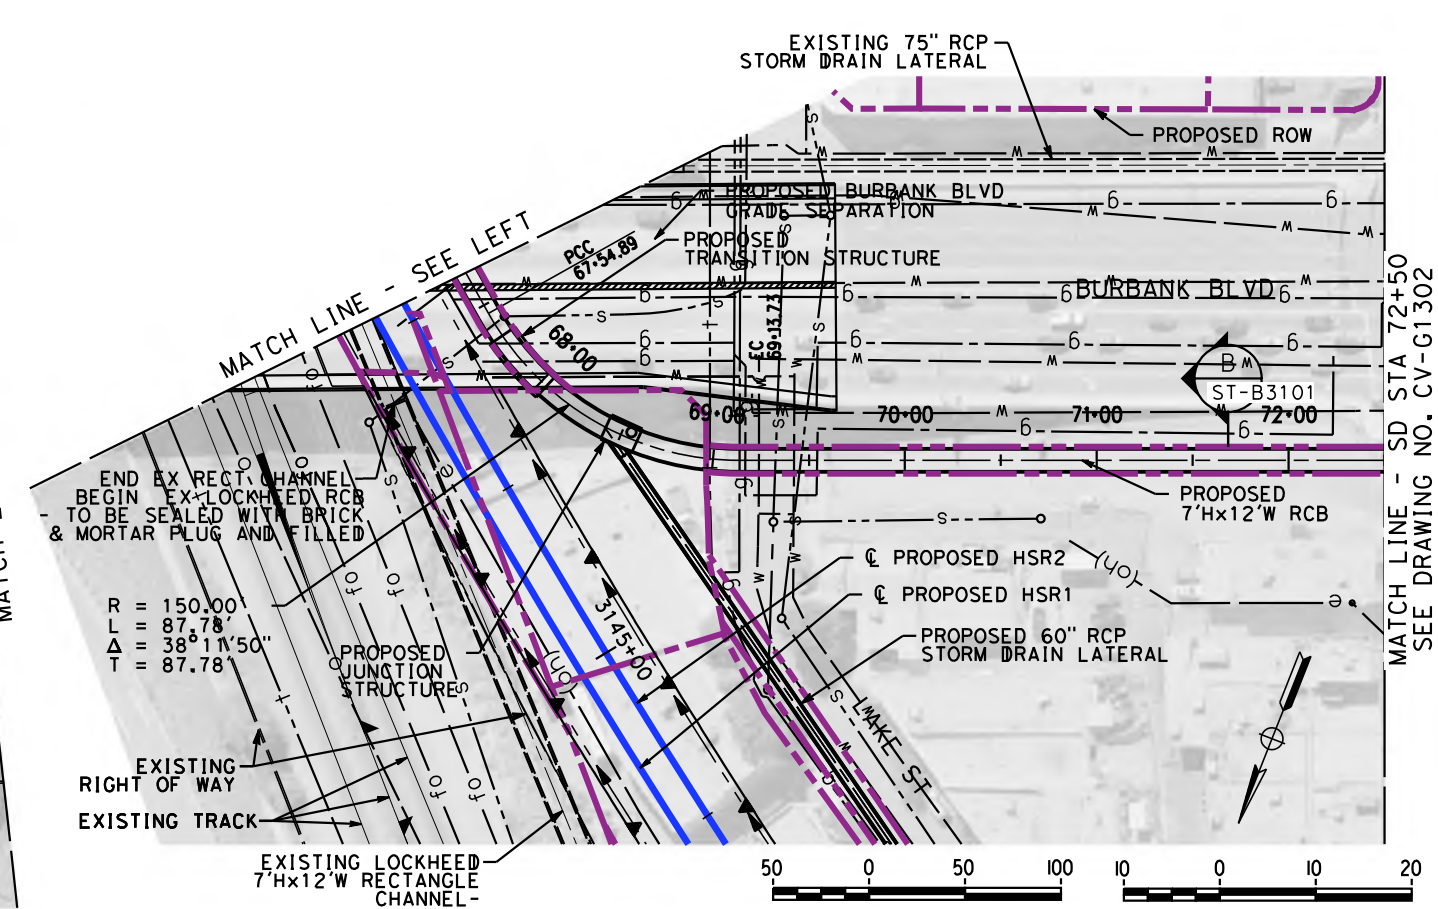 EXISTING 75" RCP
STORM DRAIN LATERAL
PROPOSED ROW
PROPOSED BURBANK BLVD
GRADE SEPARATION
PROPOSED
TRANSITION STRUCTURE
PCC
67+54.89
MATCH LINE - SEE LEFT
BURBANK BLVD
68+00
EC
69+13.73
69+00
70+00
71+00
72+00
B
ST-B3101
MATCH LINE - SD STA 72+50
SEE DRAWING NO. CV-G1302
END EX RECT. CHANNEL
BEGIN EX LOCKHEED RCB
- TO BE SEALED WITH BRICK
& MORTAR PLUG AND FILLED
PROPOSED
7'Hx12'W RCB
℄ PROPOSED HSR2
℄ PROPOSED HSR1
R = 150.00'
L = 87.78'
Δ = 38°11'50"
T = 87.78'
3145+00
PROPOSED
JUNCTION
STRUCTURE
PROPOSED 60" RCP
STORM DRAIN LATERAL
LAKE ST
(oh)
(oh)
EXISTING
RIGHT OF WAY
EXISTING TRACK
EXISTING LOCKHEED
7'Hx12'W RECTANGLE
CHANNEL-
50 0 50 100
10 0 10 20